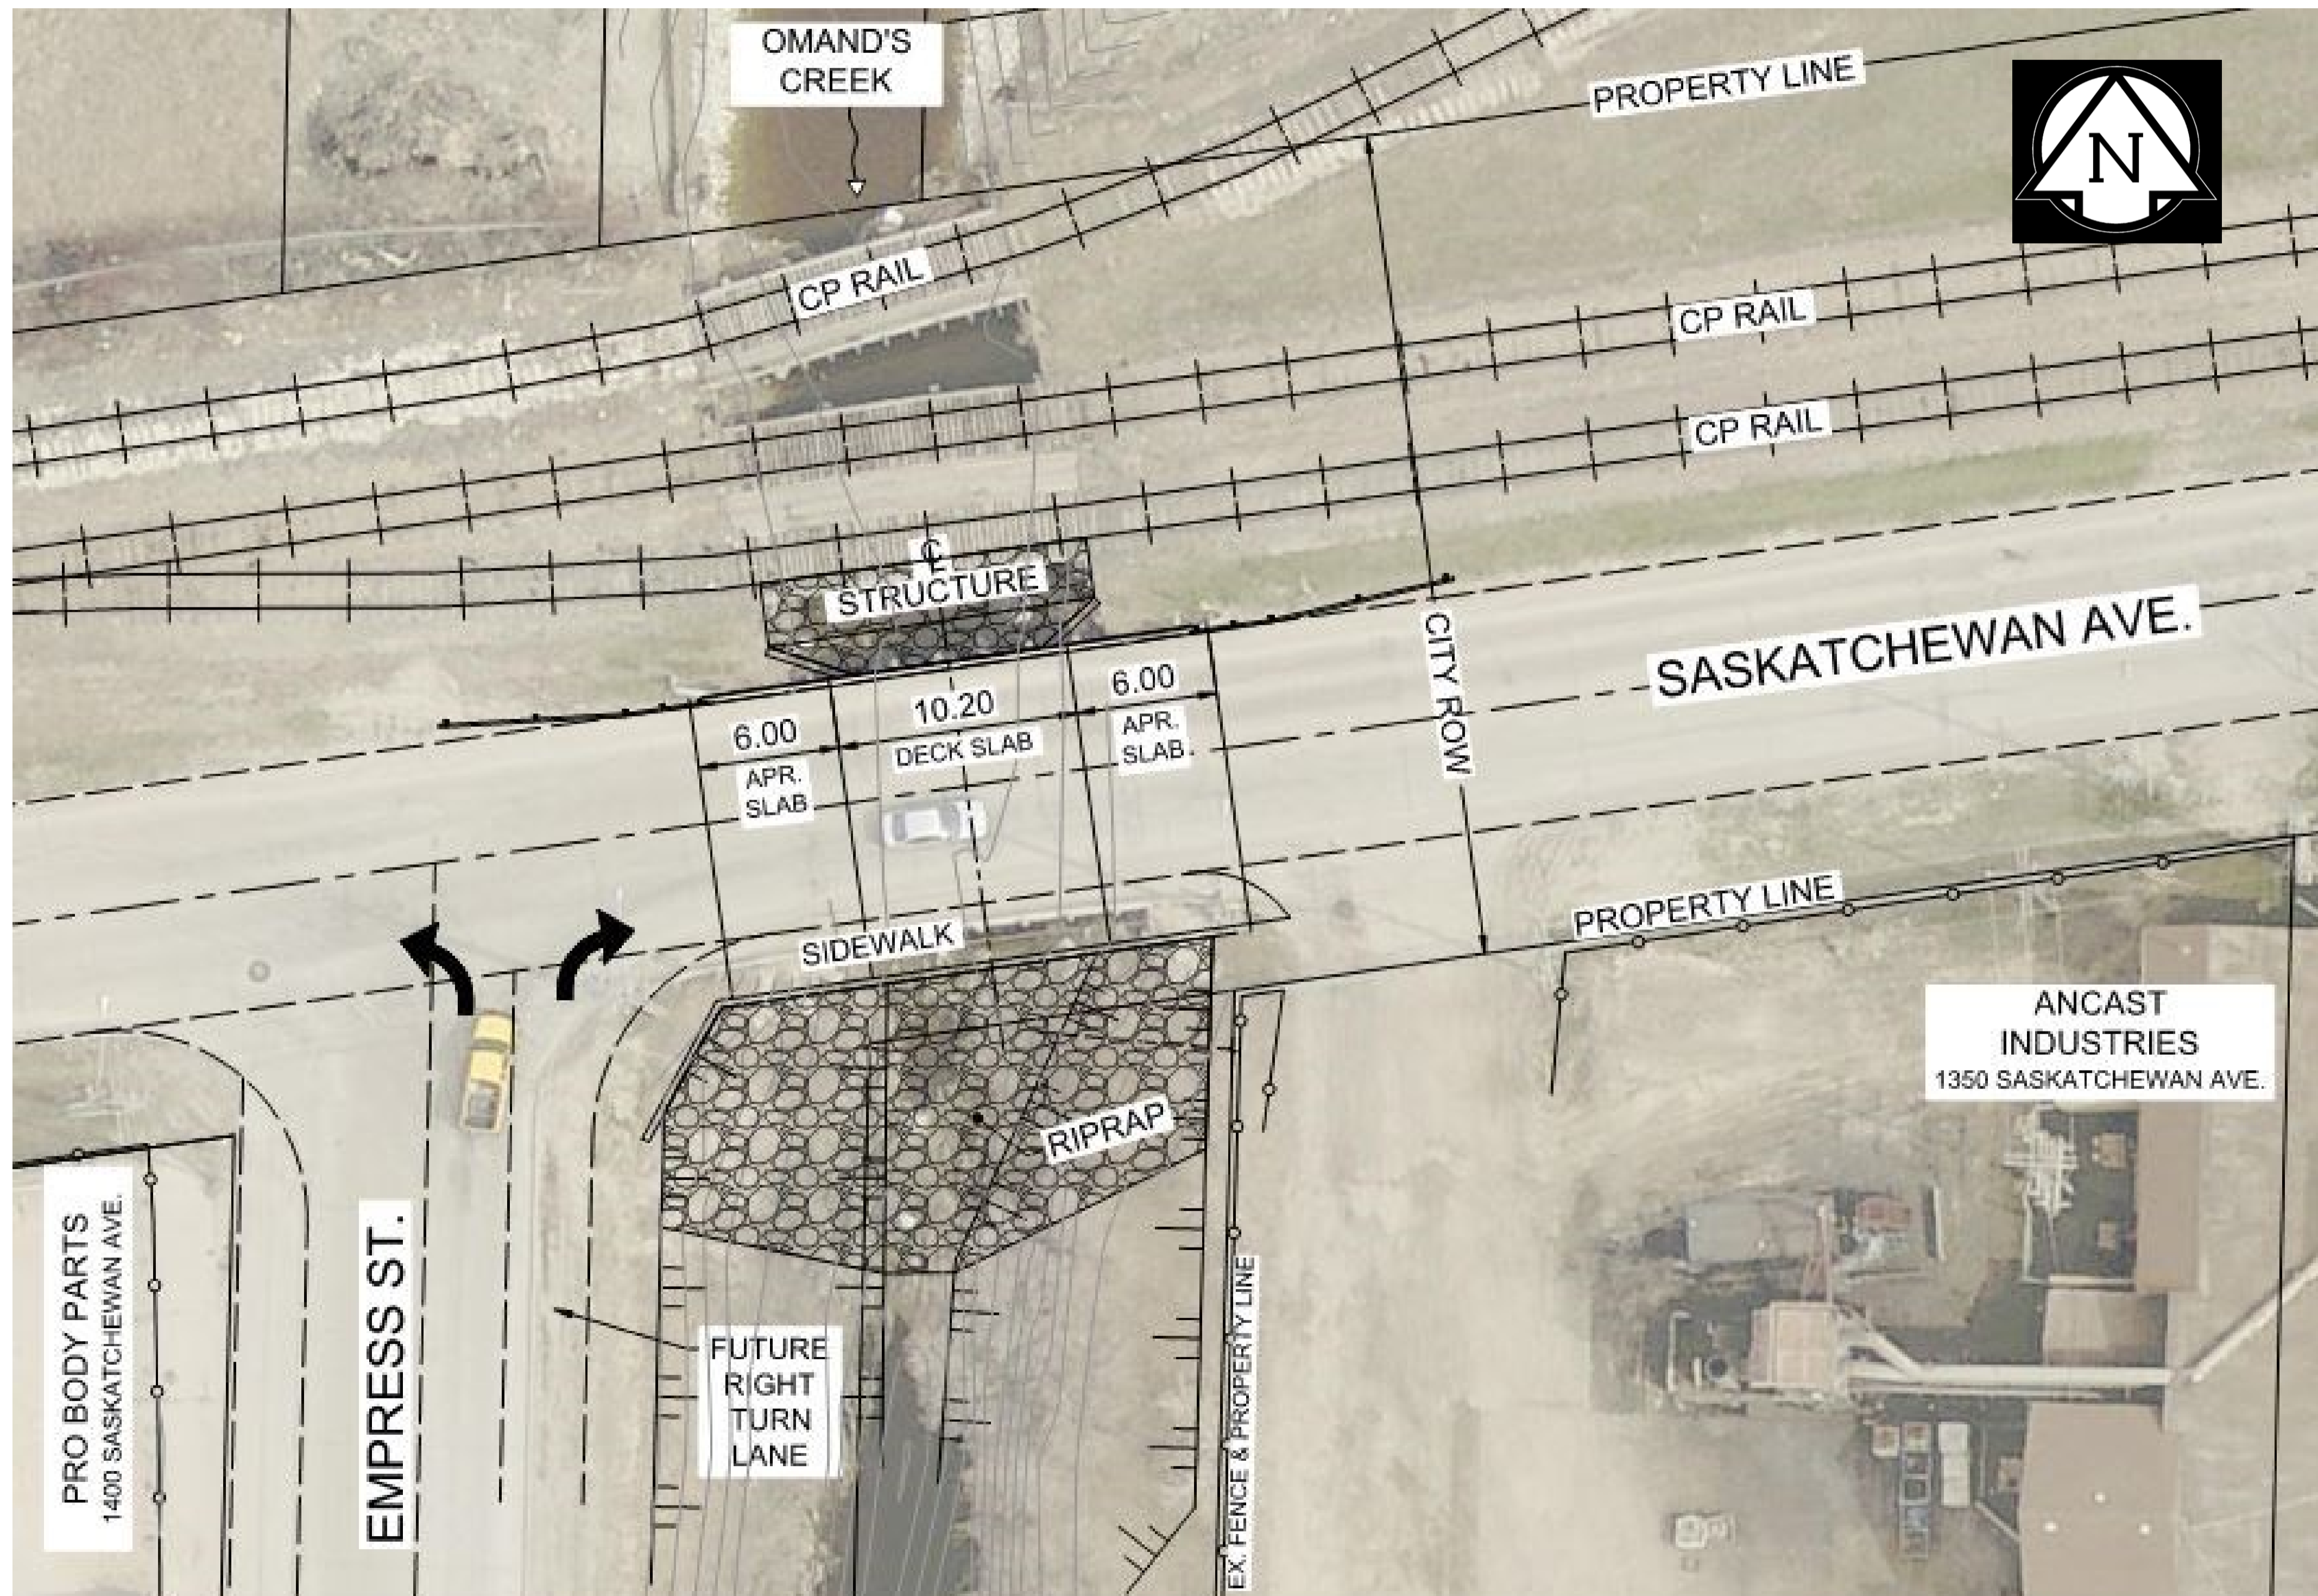 OMAND'S
CREEK
PROPERTY LINE
N
CP RAIL
CP RAIL
CP RAIL
℄
STRUCTURE
CITY ROW
SASKATCHEWAN AVE.
6.00
APR.
SLAB
10.20
DECK SLAB
6.00
APR.
SLAB
SIDEWALK
PROPERTY LINE
ANCAST
INDUSTRIES
1350 SASKATCHEWAN AVE.
RIPRAP
PRO BODY PARTS
1400 SASKATCHEWAN AVE.
EMPRESS ST.
FUTURE
RIGHT
TURN
LANE
EX. FENCE & PROPERTY LINE